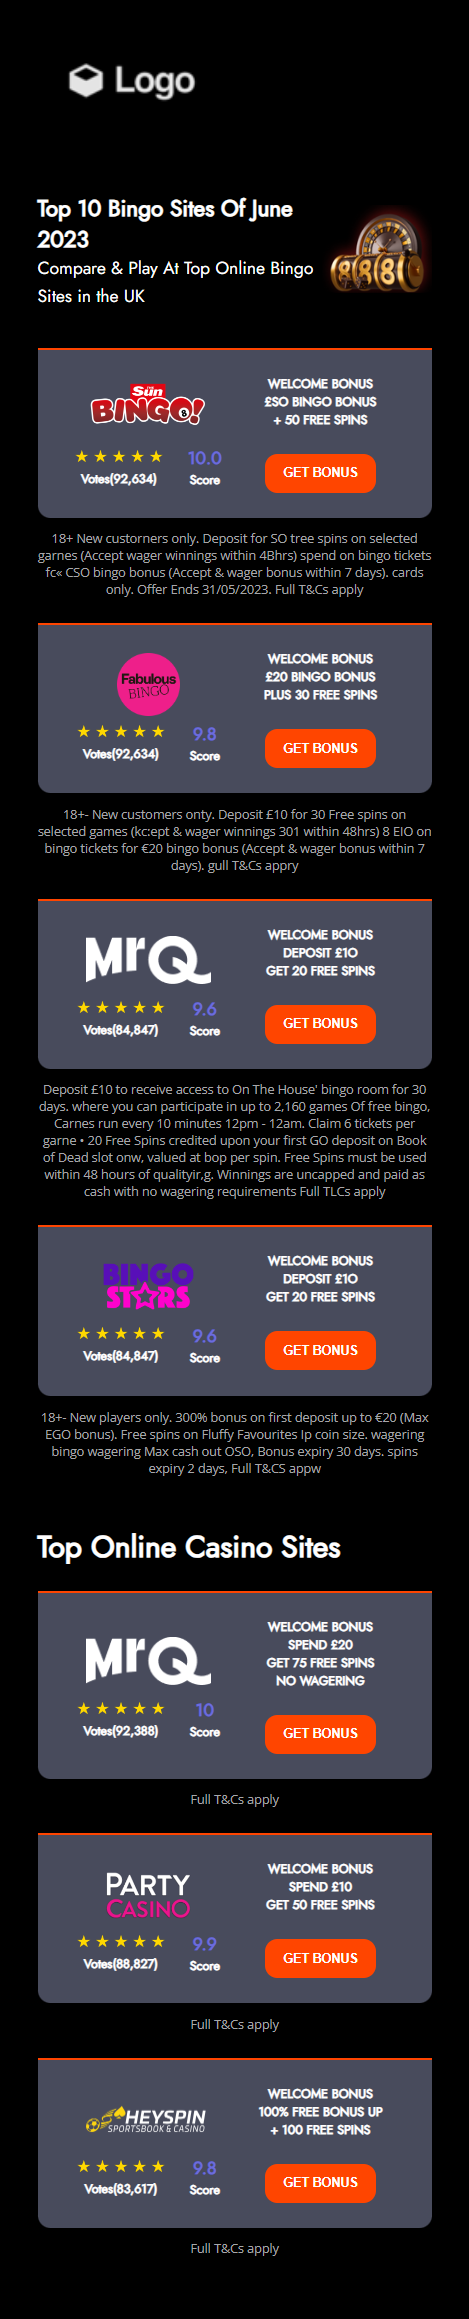 Logo
Top 10 Bingo Sites Of June
2023
Compare & Play At Top Online Bingo
Sites in the UK
8 8 8
THE
Sun
BINGO!
8
★ ★ ★ ★ ★
10.0
Votes(92,634)
Score
WELCOME BONUS
£SO BINGO BONUS
+ 50 FREE SPINS
GET BONUS
18+ New custorners only. Deposit for SO tree spins on selected
garnes (Accept wager winnings within 4Bhrs) spend on bingo tickets
fc« CSO bingo bonus (Accept & wager bonus within 7 days). cards
only. Offer Ends 31/05/2023. Full T&Cs apply
Fabulous
BINGO
★ ★ ★ ★ ★
9.8
Votes(92,634)
Score
WELCOME BONUS
£20 BINGO BONUS
PLUS 30 FREE SPINS
GET BONUS
18+- New customers onty. Deposit £10 for 30 Free spins on
selected games (kc:ept & wager winnings 301 within 48hrs) 8 EIO on
bingo tickets for €20 bingo bonus (Accept & wager bonus within 7
days). gull T&Cs appry
MrQ
★ ★ ★ ★ ★
9.6
Votes(84,847)
Score
WELCOME BONUS
DEPOSIT £1O
GET 20 FREE SPINS
GET BONUS
Deposit £10 to receive access to On The House' bingo room for 30
days. where you can participate in up to 2,160 games Of free bingo,
Carnes run every 10 minutes 12pm - 12am. Claim 6 tickets per
garne • 20 Free Spins credited upon your first GO deposit on Book
of Dead slot onw, valued at bop per spin. Free Spins must be used
within 48 hours of qualityir,g. Winnings are uncapped and paid as
cash with no wagering requirements Full TLCs apply
BINGO
STARS
★ ★ ★ ★ ★
9.6
Votes(84,847)
Score
WELCOME BONUS
DEPOSIT £1O
GET 20 FREE SPINS
GET BONUS
18+- New players only. 300% bonus on first deposit up to €20 (Max
EGO bonus). Free spins on Fluffy Favourites Ip coin size. wagering
bingo wagering Max cash out OSO, Bonus expiry 30 days. spins
expiry 2 days, Full T&CS appw
Top Online Casino Sites
MrQ
★ ★ ★ ★ ★
10
Votes(92,388)
Score
WELCOME BONUS
SPEND £20
GET 75 FREE SPINS
NO WAGERING
GET BONUS
Full T&Cs apply
PARTY
CASINO
★ ★ ★ ★ ★
9.9
Votes(88,827)
Score
WELCOME BONUS
SPEND £10
GET 50 FREE SPINS
GET BONUS
Full T&Cs apply
HEYSPIN
SPORTSBOOK & CASINO
★ ★ ★ ★ ★
9.8
Votes(83,617)
Score
WELCOME BONUS
100% FREE BONUS UP
+ 100 FREE SPINS
GET BONUS
Full T&Cs apply